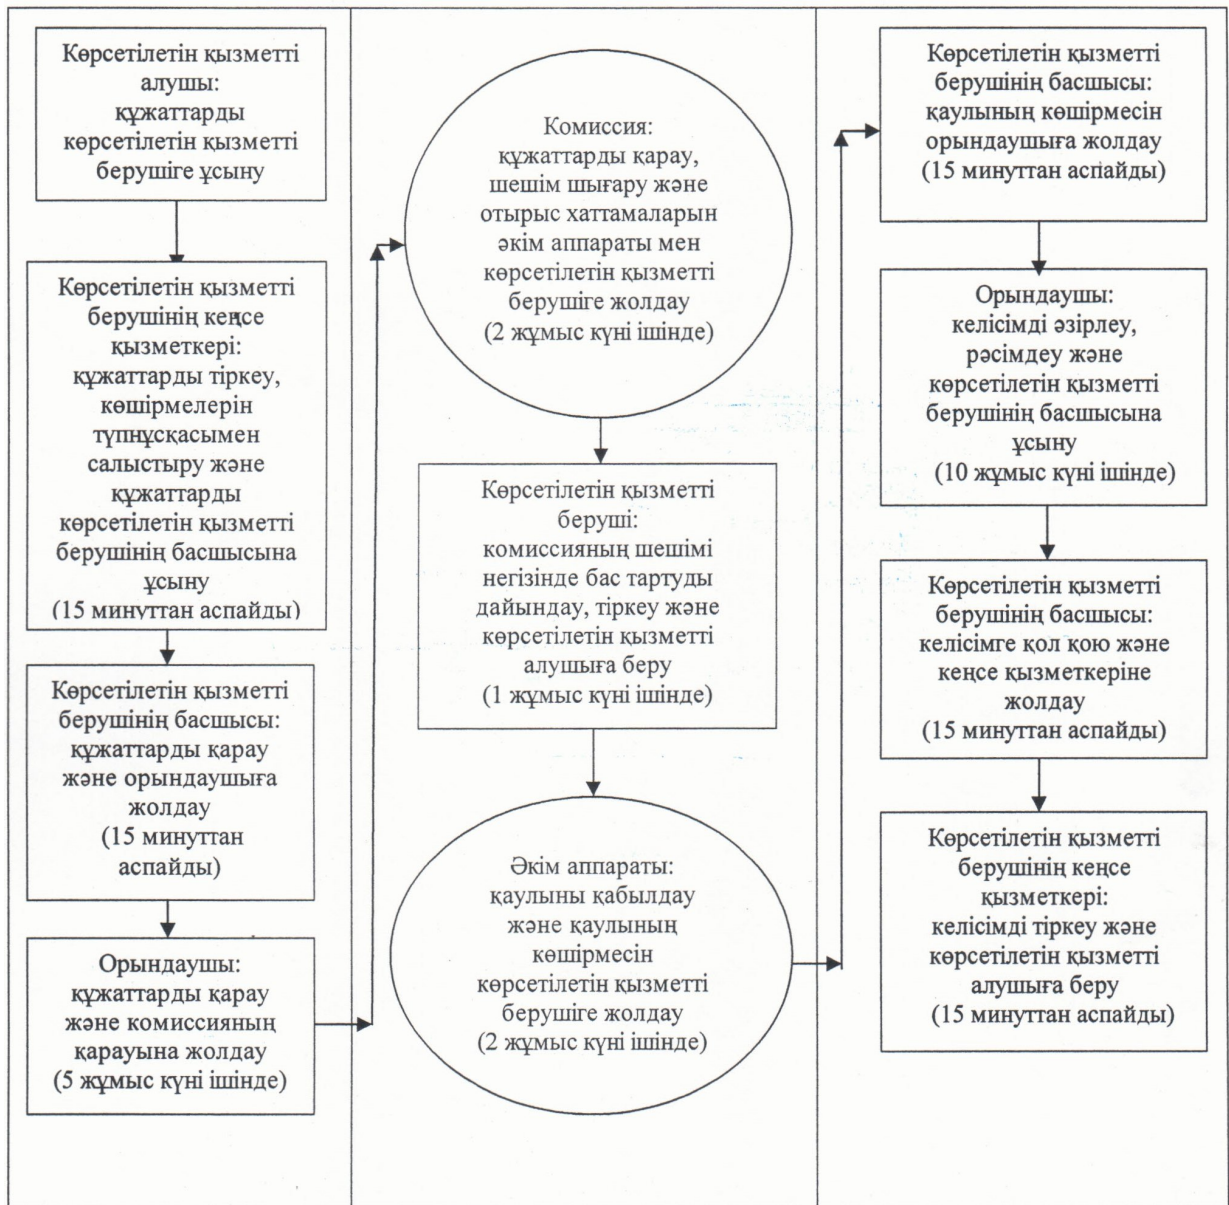 Көрсетілетін қызметті
алушы:
құжаттарды
көрсетілетін қызметті
берушіге ұсыну
Көрсетілетін қызметті
берушінің кеңсе
қызметкері:
құжаттарды тіркеу,
көшірмелерін
түпнұсқасымен
салыстыру және
құжаттарды
көрсетілетін қызметті
берушінің басшысына
ұсыну
(15 минуттан аспайды)
Көрсетілетін қызметті
берушінің басшысы:
құжаттарды қарау
және орындаушыға
жолдау
(15 минуттан
аспайды)
Орындаушы:
құжаттарды қарау
және комиссияның
қарауына жолдау
(5 жұмыс күні ішінде)
Комиссия:
құжаттарды қарау,
шешім шығару және
отырыс хаттамаларын
әкім аппараты мен
көрсетілетін қызметті
берушіге жолдау
(2 жұмыс күні ішінде)
Көрсетілетін қызметті
беруші:
комиссияның шешімі
негізінде бас тартуды
дайындау, тіркеу және
көрсетілетін қызметті
алушыға беру
(1 жұмыс күні ішінде)
Әкім аппараты:
қаулыны қабылдау
және қаулының
көшірмесін
көрсетілетін қызметті
берушіге жолдау
(2 жұмыс күні ішінде)
Көрсетілетін қызметті
берушінің басшысы:
қаулының көшірмесін
орындаушыға жолдау
(15 минуттан аспайды)
Орындаушы:
келісімді әзірлеу,
рәсімдеу және
көрсетілетін қызметті
берушінің басшысына
ұсыну
(10 жұмыс күні ішінде)
Көрсетілетін қызметті
берушінің басшысы:
келісімге қол қою және
кеңсе қызметкеріне
жолдау
(15 минуттан аспайды)
Көрсетілетін қызметті
берушінің кеңсе
қызметкері:
келісімді тіркеу және
көрсетілетін қызметті
алушыға беру
(15 минуттан аспайды)